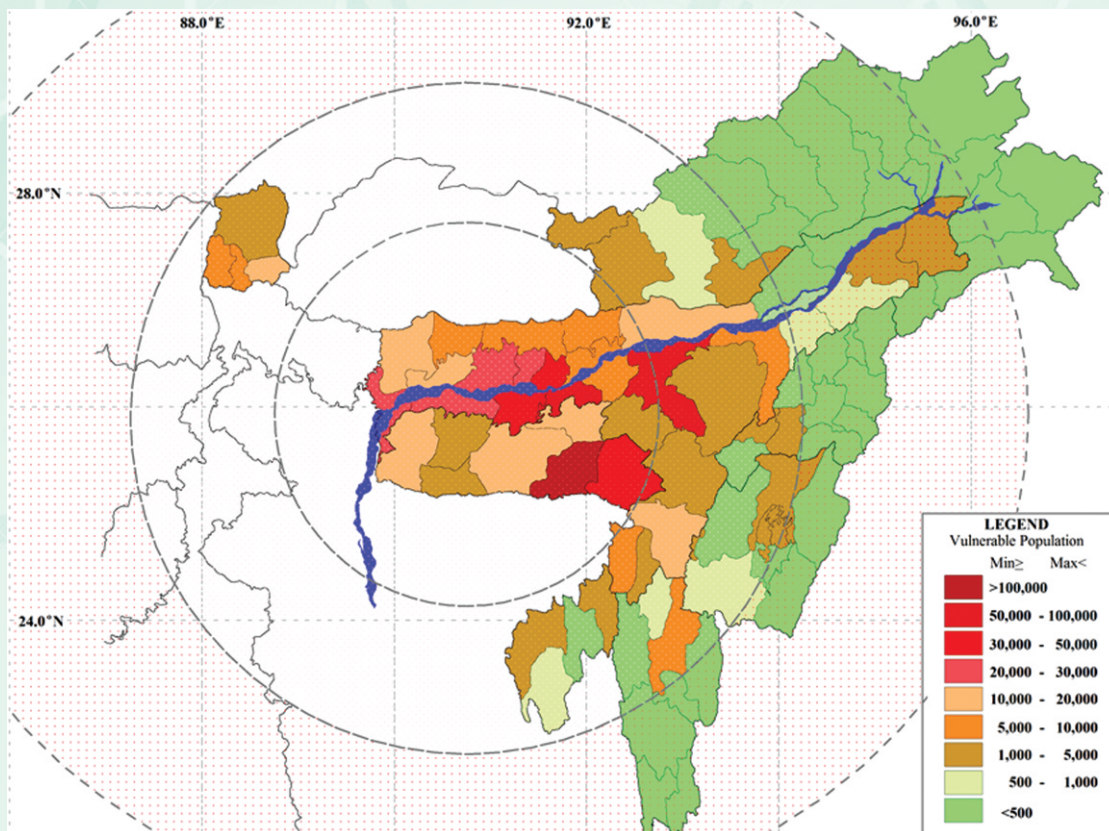 88.0°E 92.0°E 96.0°E
28.0°N
24.0°N
LEGEND
Vulnerable Population
Min≥ Max<
>100,000
50,000 - 100,000
30,000 - 50,000
20,000 - 30,000
10,000 - 20,000
5,000 - 10,000
1,000 - 5,000
500 - 1,000
<500